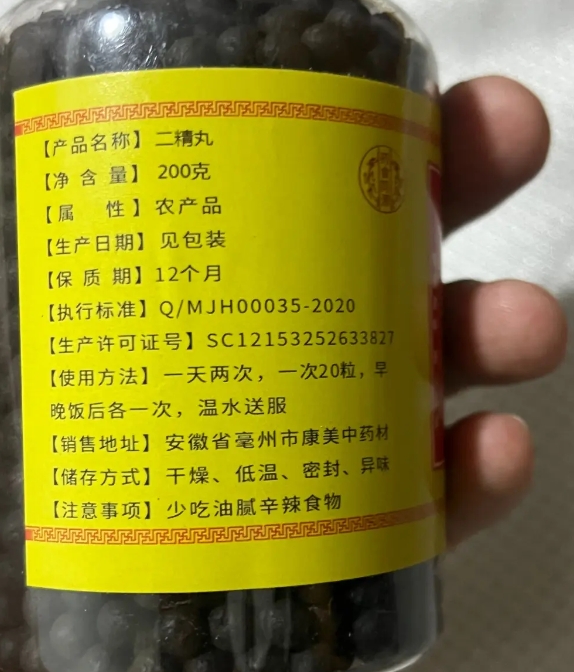 【产品名称】二精丸
【净含量】200克
【属 性】农产品
【生产日期】见包装
【保质期】12个月
【执行标准】Q/MJH00035-2020
【生产许可证号】SC12153252633827
【使用方法】一天两次，一次20粒，早
晚饭后各一次，温水送服
【销售地址】安徽省亳州市康美中药材
【储存方式】干燥、低温、密封、异味
【注意事项】少吃油腻辛辣食物